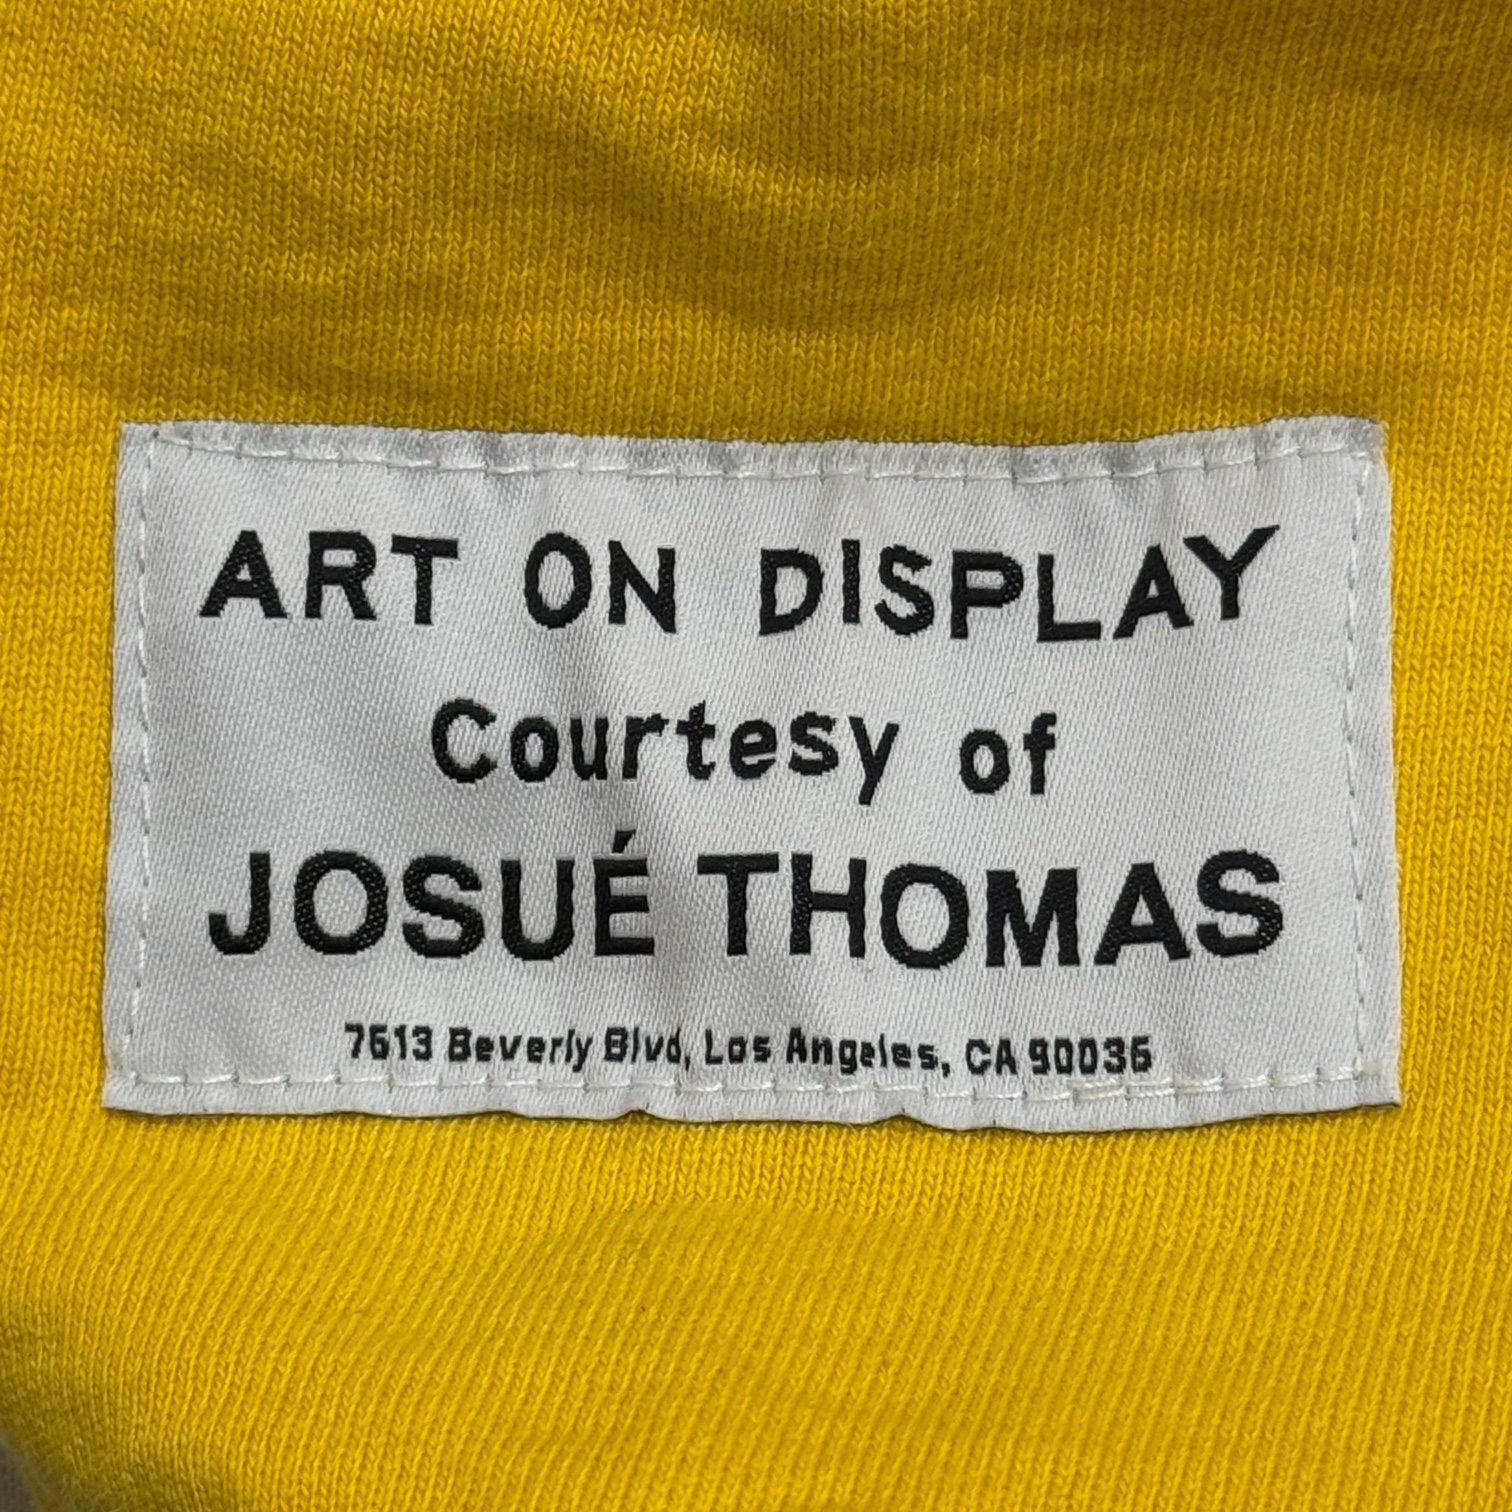 ART ON DISPLAY
Courtesy of
JOSUÉ THOMAS
7613 Beverly Blvd, Los Angeles, CA 90036